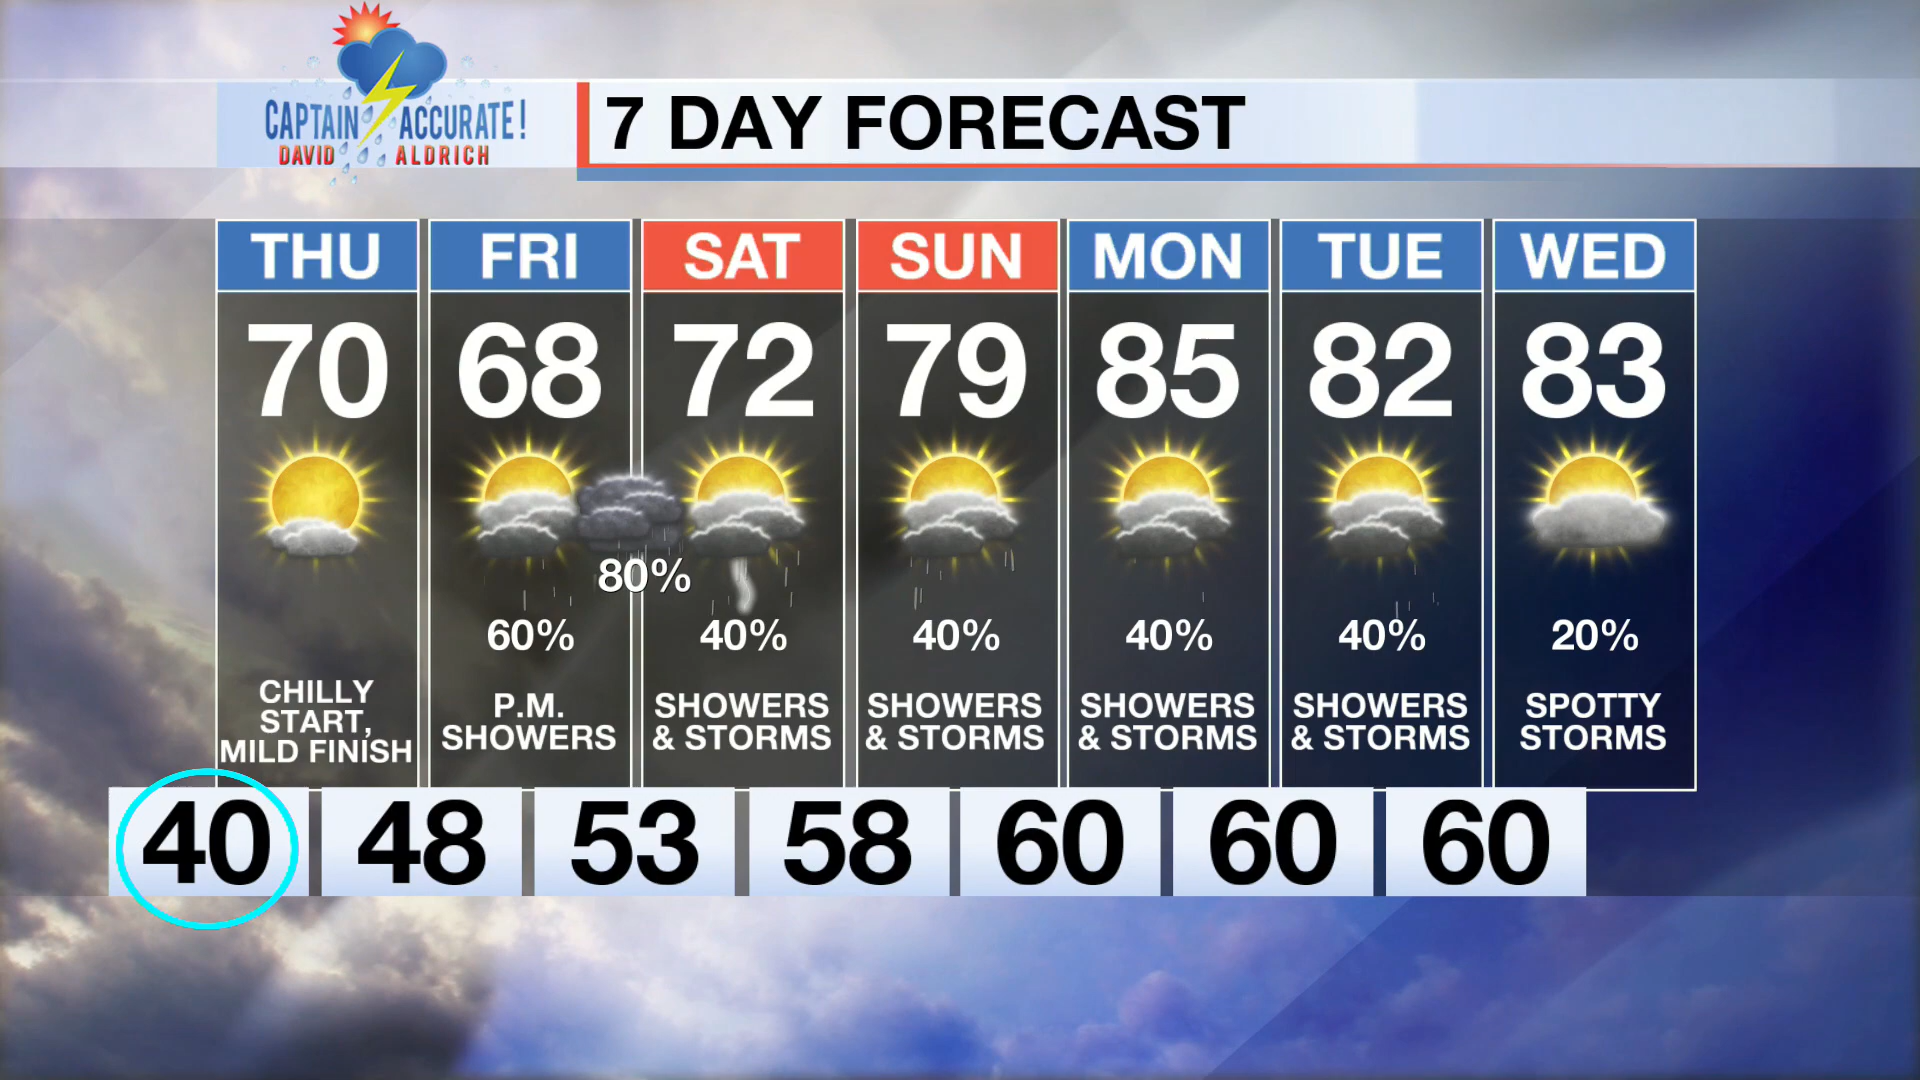 CAPTAIN ACCURATE!
DAVID ALDRICH
7 DAY FORECAST
THU FRI SAT SUN MON TUE WED
70 68 72 79 85 82 83
80%
60% 40% 40% 40% 40% 20%
CHILLY
START,
MILD FINISH
P.M.
SHOWERS
SHOWERS
& STORMS
SHOWERS
& STORMS
SHOWERS
& STORMS
SHOWERS
& STORMS
SPOTTY
STORMS
40 48 53 58 60 60 60